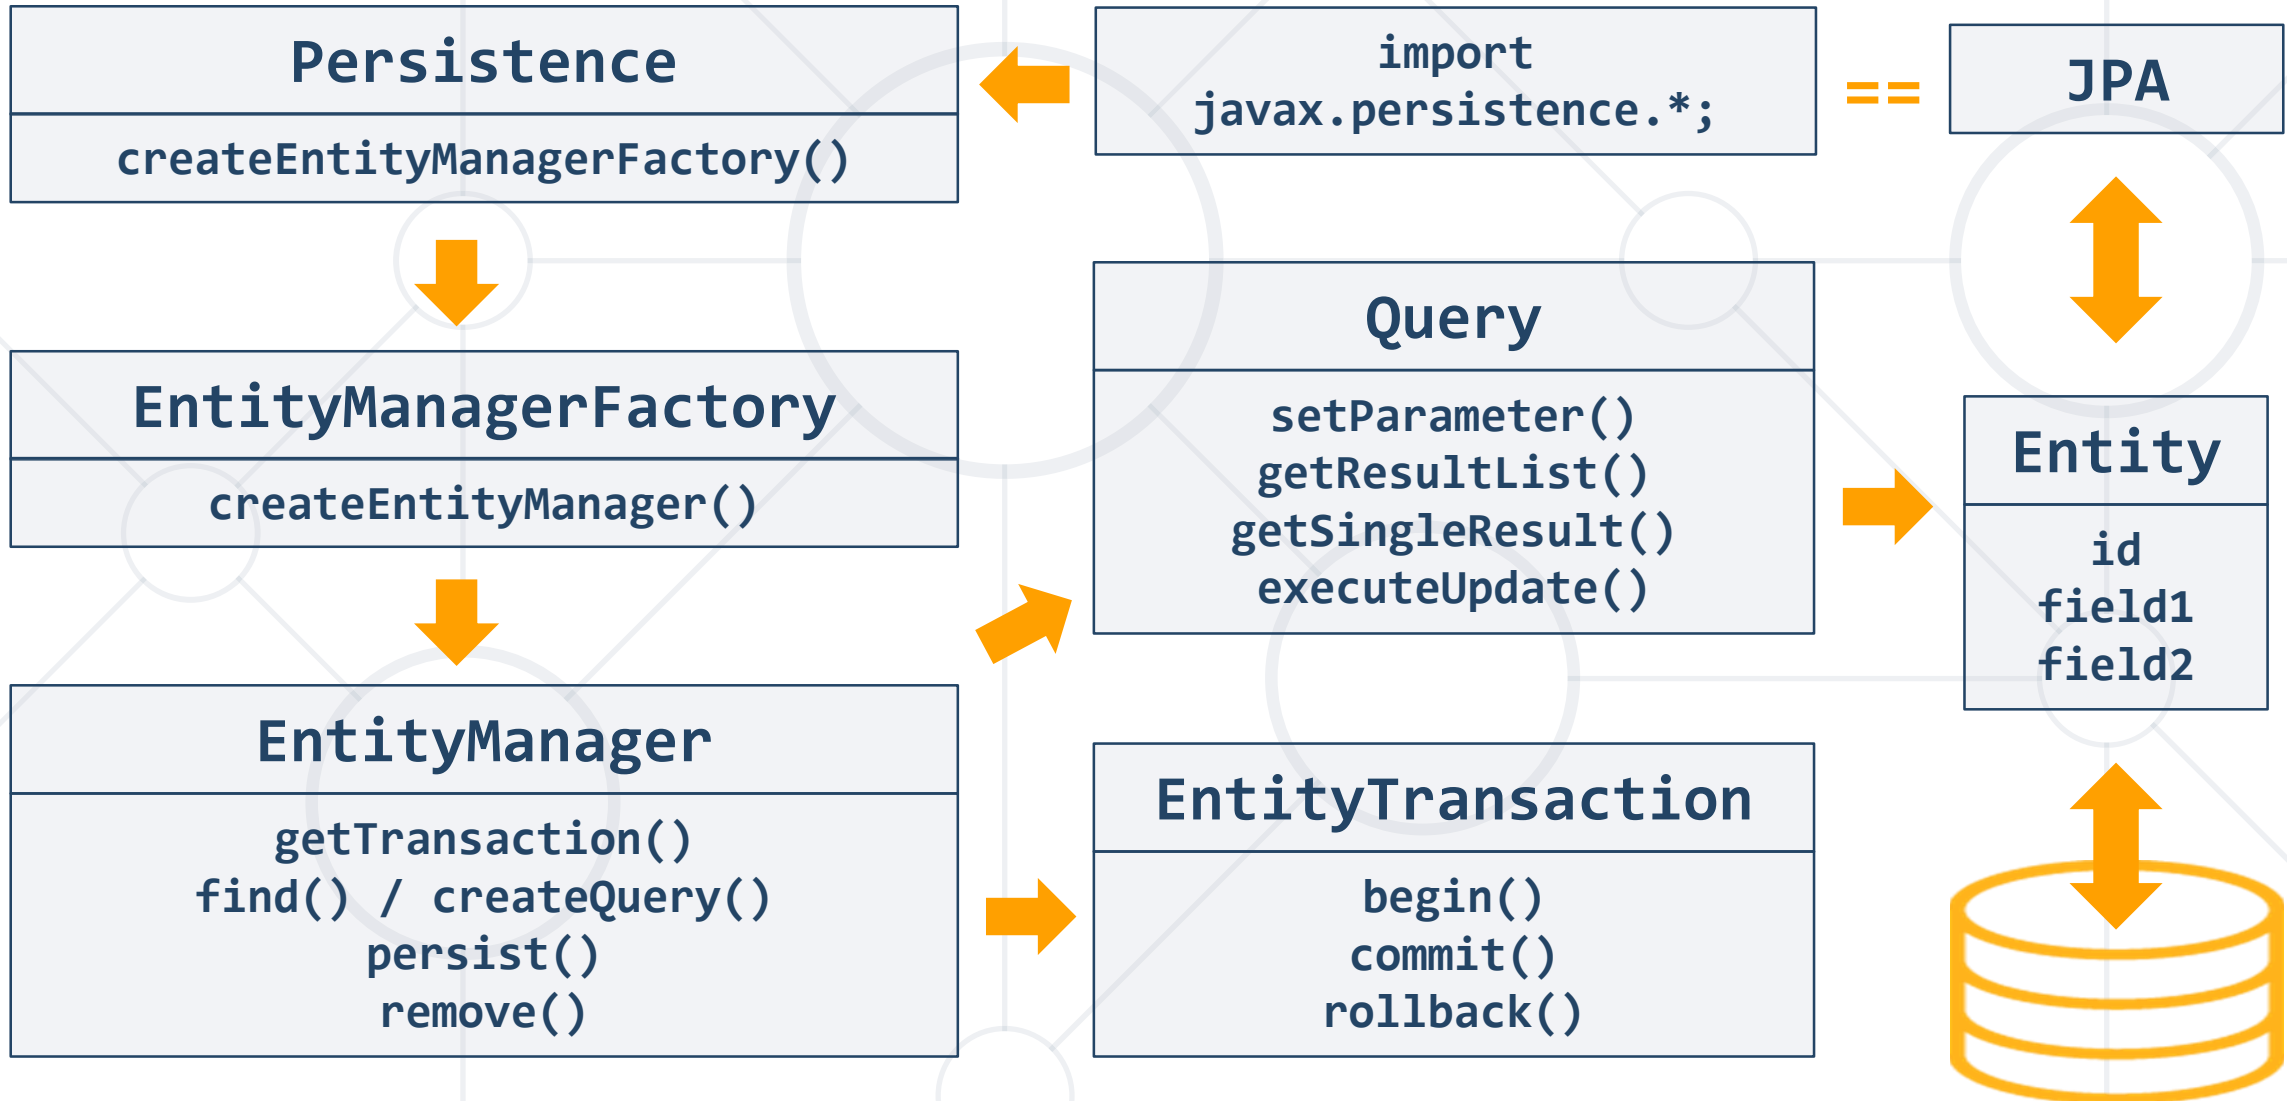 Persistence
createEntityManagerFactory()
import
javax.persistence.*;
==
JPA
EntityManagerFactory
createEntityManager()
Query
setParameter()
getResultList()
getSingleResult()
executeUpdate()
Entity
id
field1
field2
EntityManager
getTransaction()
find() / createQuery()
persist()
remove()
EntityTransaction
begin()
commit()
rollback()